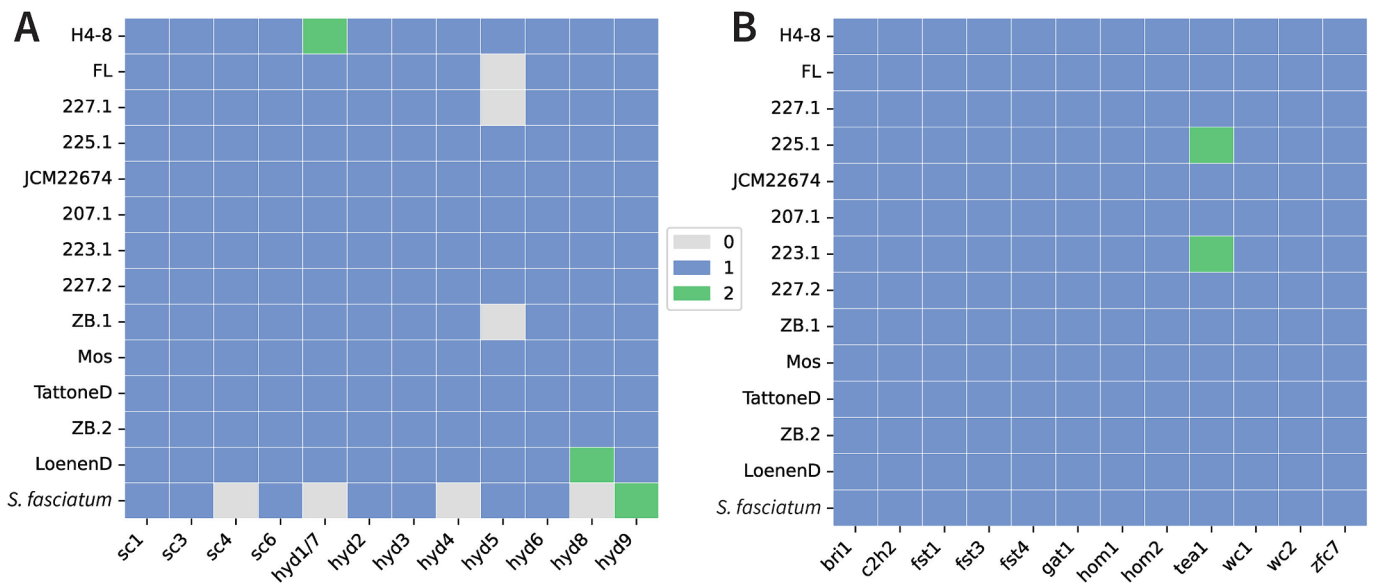 A
H4-8
FL
227.1
225.1
JCM22674
207.1
223.1
227.2
ZB.1
Mos
TattoneD
ZB.2
LoenenD
S. fasciatum
sc1 sc3 sc4 sc6 hyd1/7 hyd2 hyd3 hyd4 hyd5 hyd6 hyd8 hyd9
0
1
2
B
H4-8
FL
227.1
225.1
JCM22674
207.1
223.1
227.2
ZB.1
Mos
TattoneD
ZB.2
LoenenD
S. fasciatum
bri1 c2h2 fst1 fst3 fst4 gat1 hom1 hom2 tea1 wc1 wc2 zfc7